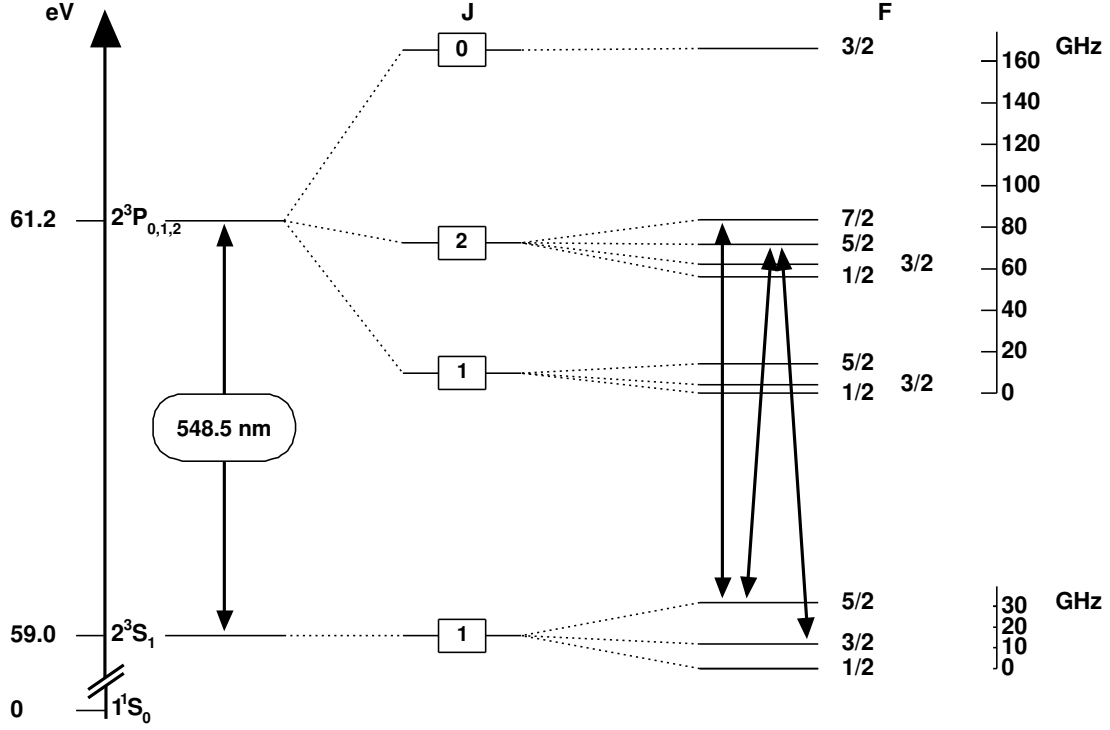 eV J F
0 3/2 GHz
160
140
120
100
61.2 2³P₀,₁,₂ 7/2 80
2 5/2
3/2 60
1/2
40
5/2 20
1 3/2
1/2 0
548.5 nm
5/2 30 GHz
20
59.0 2³S₁ 1 3/2 10
1/2 0
0 1¹S₀